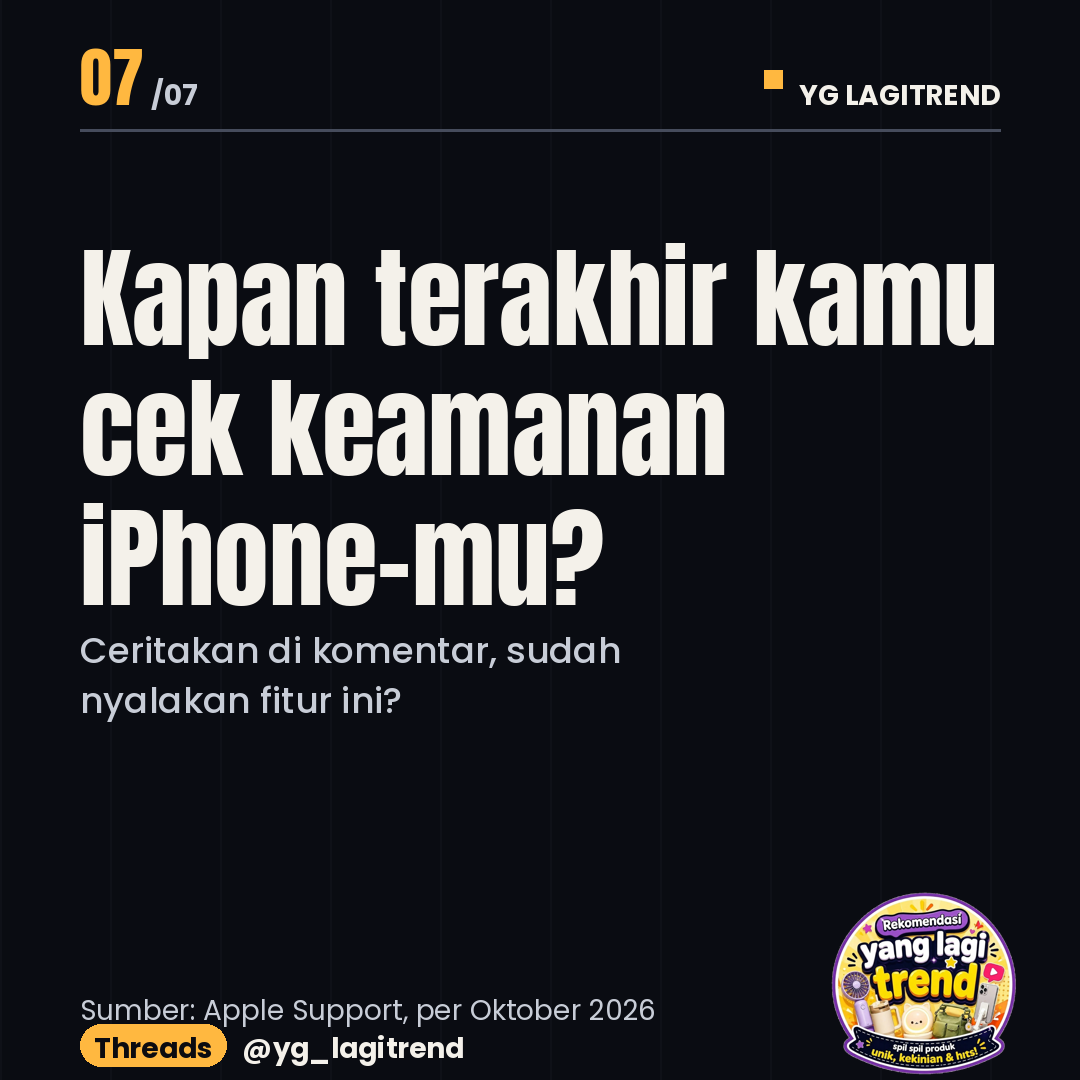 07 /07
YG LAGITREND
Kapan terakhir kamu
cek keamanan
iPhone-mu?
Ceritakan di komentar, sudah
nyalakan fitur ini?
Sumber: Apple Support, per Oktober 2026
Threads @yg_lagitrend
Rekomendasi
yang lagi
trend
spil spil produk
unik, kekinian & hits!